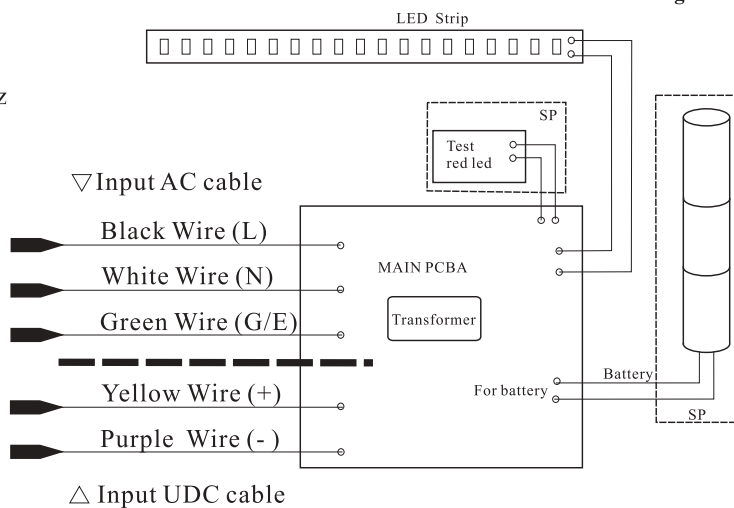 LED Strip
SP
Test
red led
▽Input AC cable
Black Wire (L)
White Wire (N)
Green Wire (G/E)
MAIN PCBA
Transformer
Yellow Wire (+)
Purple Wire (- )
△ Input UDC cable
For battery
Battery
SP